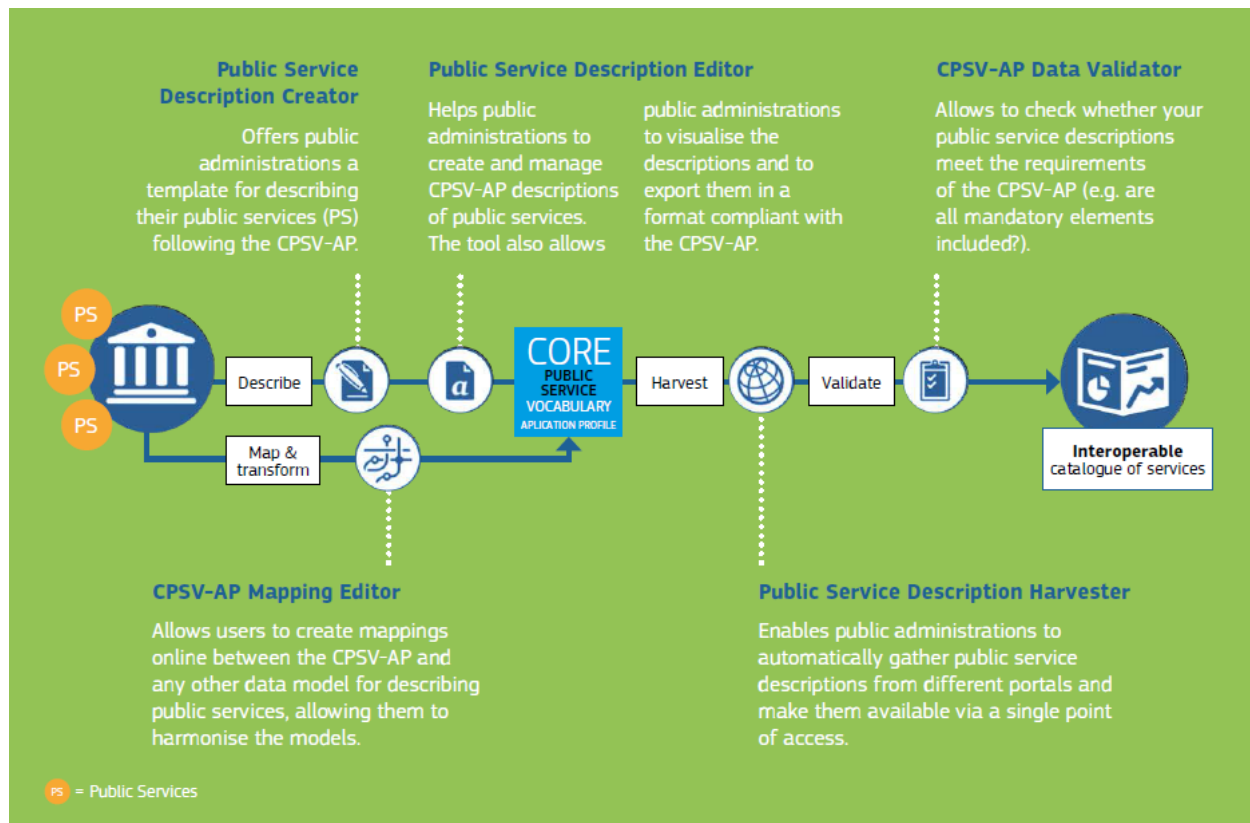 Public Service
Description Creator
Offers public
administrations a
template for describing
their public services (PS)
following the CPSV-AP.
Public Service Description Editor
Helps public
administrations to
create and manage
CPSV-AP descriptions
of public services.
The tool also allows
public administrations
to visualise the
descriptions and to
export them in a
format compliant with
the CPSV-AP.
CPSV-AP Data Validator
Allows to check whether your
public service descriptions
meet the requirements
of the CPSV-AP (e.g. are
all mandatory elements
included?).
PS
PS
PS
Describe
a
CORE
PUBLIC
SERVICE
VOCABULARY
APLICATION PROFILE
Harvest
Validate
Map &
transform
Interoperable
catalogue of services
CPSV-AP Mapping Editor
Allows users to create mappings
online between the CPSV-AP and
any other data model for describing
public services, allowing them to
harmonise the models.
Public Service Description Harvester
Enables public administrations to
automatically gather public service
descriptions from different portals and
make them available via a single point
of access.
PS = Public Services